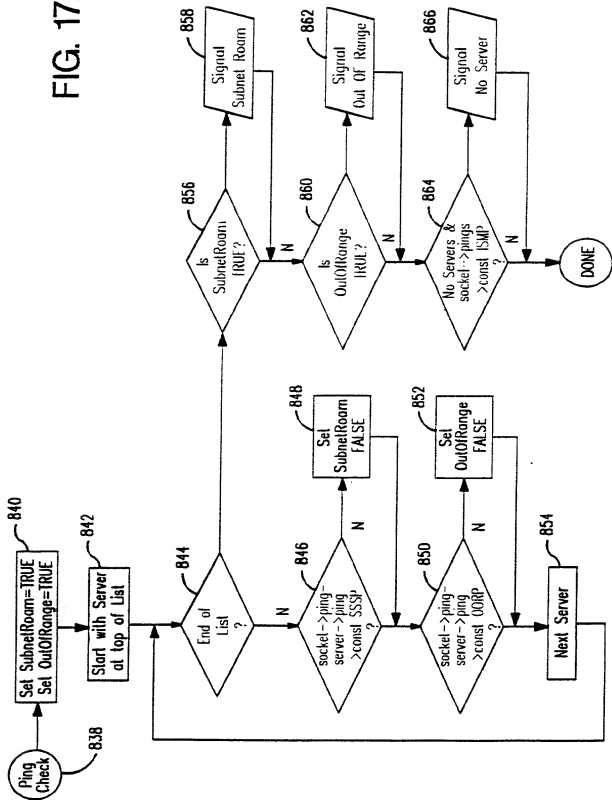 FIG. 17
Ping
Check
838
Set SubnetRoam=TRUE
Set OutOfRange=TRUE
840
Start with Server
at top of List
842
End of
List
?
844
N
socket->ping-
server->ping
>const SSSP
?
846
N
Set
SubnetRoam
FALSE
848
socket->ping-
server->ping
>const OORP
?
850
N
Set
OutOfRange
FALSE
852
Next Server
854
Is
SubnetRoam
TRUE?
856
N
Signal
Subnet Roam
858
Is
OutOfRange
TRUE?
860
N
Signal
Out Of Range
862
No Servers &
socket->pings
>const ISMP
?
864
N
Signal
No Server
866
DONE